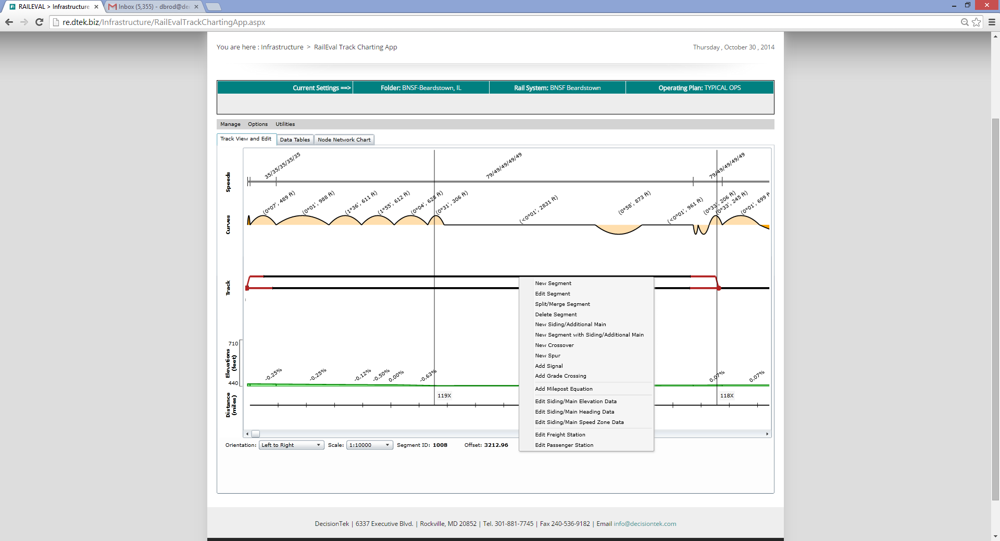 RAILEVAL > Infrastructure
Inbox (5,355) - dbrod@de
re.dtek.biz/Infrastructure/RailEvalTrackChartingApp.aspx
You are here : Infrastructure > RailEval Track Charting App
Thursday , October 30 , 2014
Current Settings ==>
Folder: BNSF-Beardstown, IL
Rail System: BNSF Beardstown
Operating Plan: TYPICAL OPS
Manage Options Utilities
Track View and Edit
Data Tables
Node Network Chart
Speeds
35/35/35/35/35
79/49/49/49/49
79/49/49/49/49
Curves
(0°07', 489 ft)
(0°01', 988 ft)
(1°36', 611 ft)
(1°55', 612 ft)
(0°04', 628 ft)
(0°31', 306 ft)
(<0°01', 2831 ft)
(0°58', 873 ft)
(<0°01', 961 ft)
(0°33', 206 ft)
(0°33', 245 ft)
(0°01', 699 f
Track
New Segment
Edit Segment
Split/Merge Segment
Delete Segment
New Siding/Additional Main
New Segment with Siding/Additional Main
New Crossover
New Spur
Add Signal
Add Grade Crossing
Add Milepost Equation
Edit Siding/Main Elevation Data
Edit Siding/Main Heading Data
Edit Siding/Main Speed Zone Data
Edit Freight Station
Edit Passenger Station
Elevations
(feet)
710
440
-0.25%
-0.25%
-0.12%
-0.50%
0.00%
-0.63%
0.07%
0.07%
Distance
(miles)
119X
118X
Orientation: Left to Right
Scale: 1:10000
Segment ID: 1008
Offset: 3212.96
DecisionTek | 6337 Executive Blvd. | Rockville, MD 20852 | Tel. 301-881-7745 | Fax 240-536-9182 | Email info@decisiontek.com